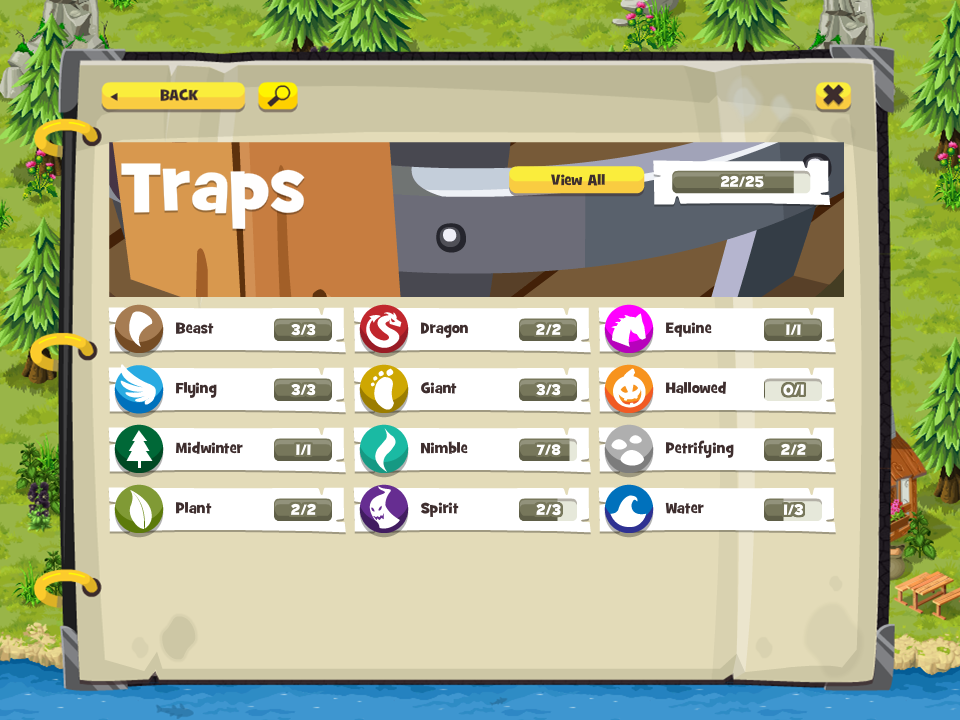 BACK
Traps
View All
22/25
Beast 3/3
Dragon 2/2
Equine 1/1
Flying 3/3
Giant 3/3
Hallowed 0/1
Midwinter 1/1
Nimble 7/8
Petrifying 2/2
Plant 2/2
Spirit 2/3
Water 1/3